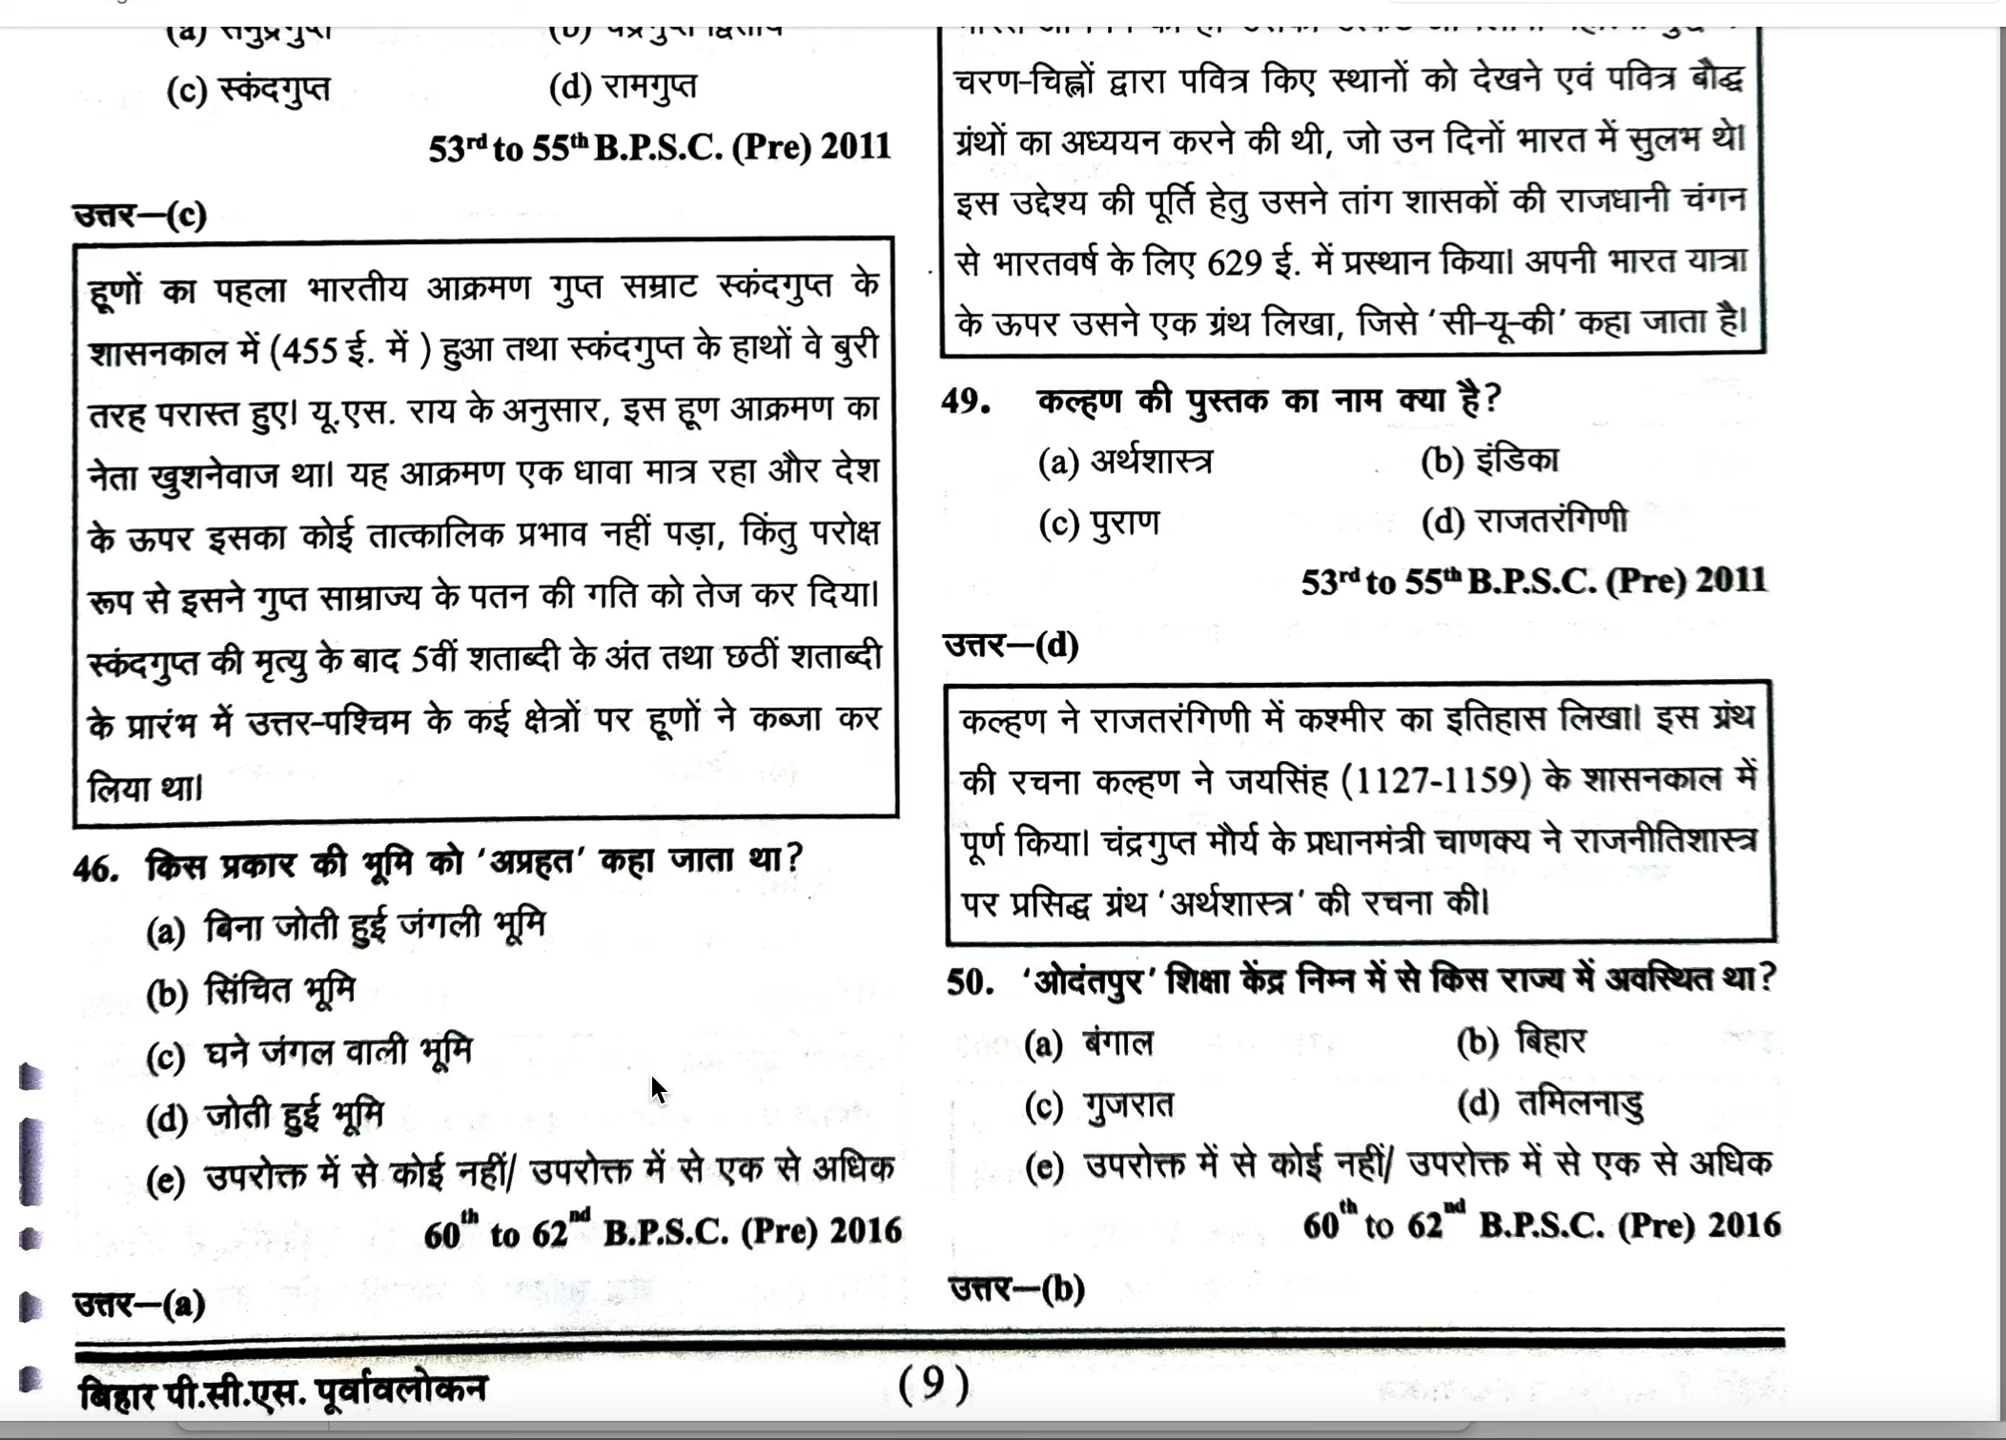 (a) समुद्रगुप्त (b) चंद्रगुप्त द्वितीय
(c) स्कंदगुप्त (d) रामगुप्त
53rd to 55th B.P.S.C. (Pre) 2011
उत्तर—(c)
हूणों का पहला भारतीय आक्रमण गुप्त सम्राट स्कंदगुप्त के
शासनकाल में (455 ई. में ) हुआ तथा स्कंदगुप्त के हाथों वे बुरी
तरह परास्त हुए। यू.एस. राय के अनुसार, इस हूण आक्रमण का
नेता खुशनेवाज था। यह आक्रमण एक धावा मात्र रहा और देश
के ऊपर इसका कोई तात्कालिक प्रभाव नहीं पड़ा, किंतु परोक्ष
रूप से इसने गुप्त साम्राज्य के पतन की गति को तेज कर दिया।
स्कंदगुप्त की मृत्यु के बाद 5वीं शताब्दी के अंत तथा छठीं शताब्दी
के प्रारंभ में उत्तर-पश्चिम के कई क्षेत्रों पर हूणों ने कब्जा कर
लिया था।
46. किस प्रकार की भूमि को 'अप्रहत' कहा जाता था?
(a) बिना जोती हुई जंगली भूमि
(b) सिंचित भूमि
(c) घने जंगल वाली भूमि
(d) जोती हुई भूमि
(e) उपरोक्त में से कोई नहीं/ उपरोक्त में से एक से अधिक
60th to 62nd B.P.S.C. (Pre) 2016
उत्तर—(a)
चरण-चिह्नों द्वारा पवित्र किए स्थानों को देखने एवं पवित्र बौद्ध
ग्रंथों का अध्ययन करने की थी, जो उन दिनों भारत में सुलभ थे।
इस उद्देश्य की पूर्ति हेतु उसने तांग शासकों की राजधानी चंगन
से भारतवर्ष के लिए 629 ई. में प्रस्थान किया। अपनी भारत यात्रा
के ऊपर उसने एक ग्रंथ लिखा, जिसे 'सी-यू-की' कहा जाता है।
49. कल्हण की पुस्तक का नाम क्या है?
(a) अर्थशास्त्र (b) इंडिका
(c) पुराण (d) राजतरंगिणी
53rd to 55th B.P.S.C. (Pre) 2011
उत्तर—(d)
कल्हण ने राजतरंगिणी में कश्मीर का इतिहास लिखा। इस ग्रंथ
की रचना कल्हण ने जयसिंह (1127-1159) के शासनकाल में
पूर्ण किया। चंद्रगुप्त मौर्य के प्रधानमंत्री चाणक्य ने राजनीतिशास्त्र
पर प्रसिद्ध ग्रंथ 'अर्थशास्त्र' की रचना की।
50. 'ओदंतपुर' शिक्षा केंद्र निम्न में से किस राज्य में अवस्थित था?
(a) बंगाल (b) बिहार
(c) गुजरात (d) तमिलनाडु
(e) उपरोक्त में से कोई नहीं/ उपरोक्त में से एक से अधिक
60th to 62nd B.P.S.C. (Pre) 2016
उत्तर—(b)
बिहार पी.सी.एस. पूर्वावलोकन (9)